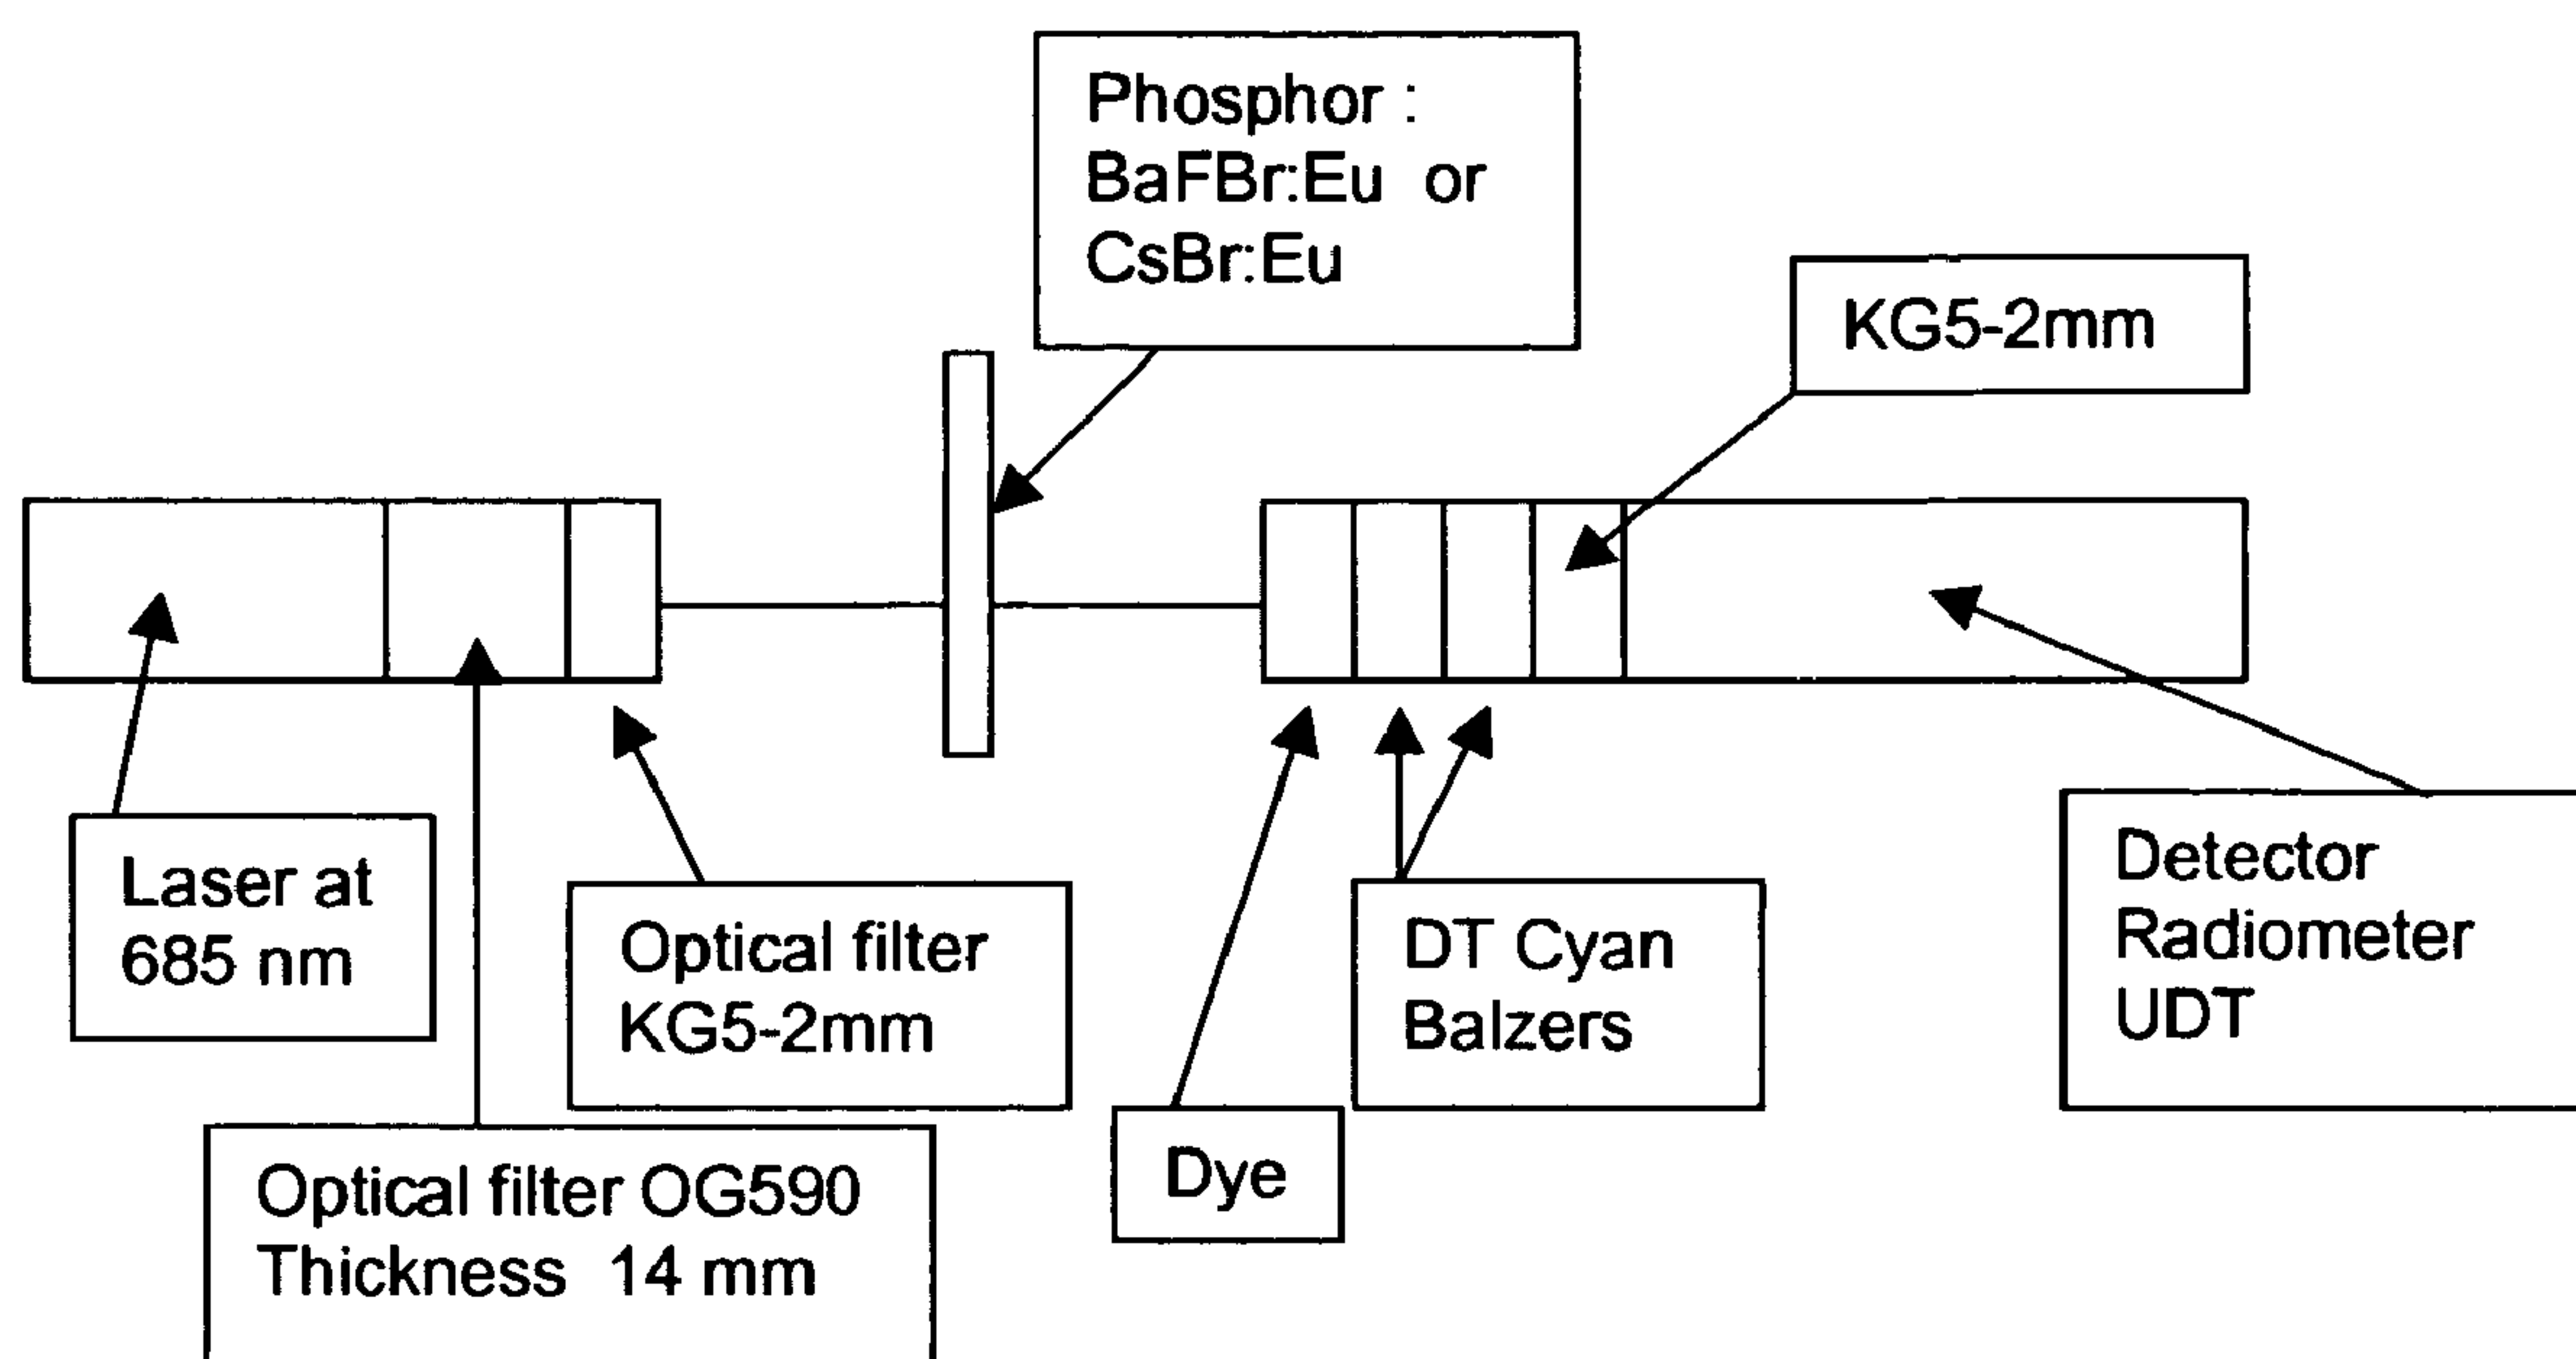 Phosphor :
BaFBr:Eu or
CsBr:Eu
KG5-2mm
Laser at
685 nm
Optical filter
KG5-2mm
DT Cyan
Balzers
Detector
Radiometer
UDT
Dye
Optical filter OG590
Thickness 14 mm